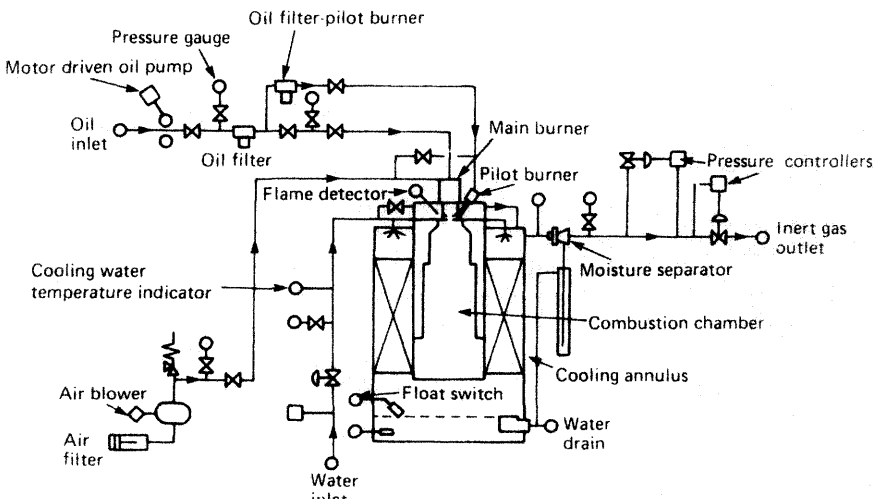 Oil filter-pilot burner
Pressure gauge
Motor driven oil pump
Oil
inlet
Oil filter
Main burner
Pilot burner
Flame detector
Pressure controllers
Inert gas
outlet
Moisture separator
Cooling water
temperature indicator
Combustion chamber
Cooling annulus
Float switch
Air blower
Air
filter
Water
drain
Water
inlet